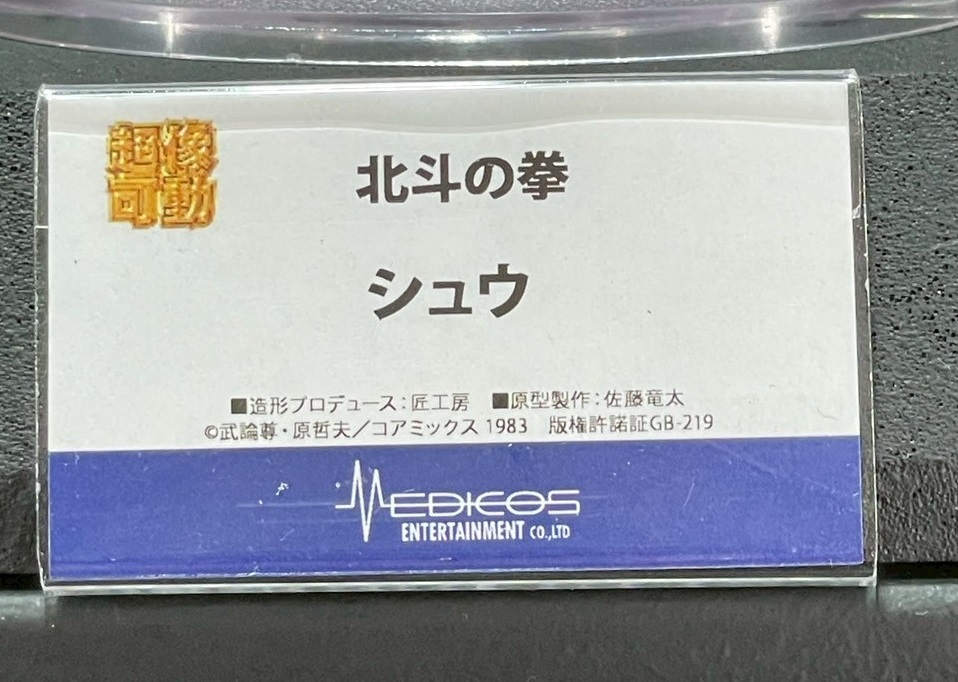 超像
可動
北斗の拳
シュウ
■造形プロデュース：匠工房　■原型製作：佐藤竜太
©武論尊・原哲夫／コアミックス 1983　版権許諾証GB-219
MEDICOS
ENTERTAINMENT CO.,LTD